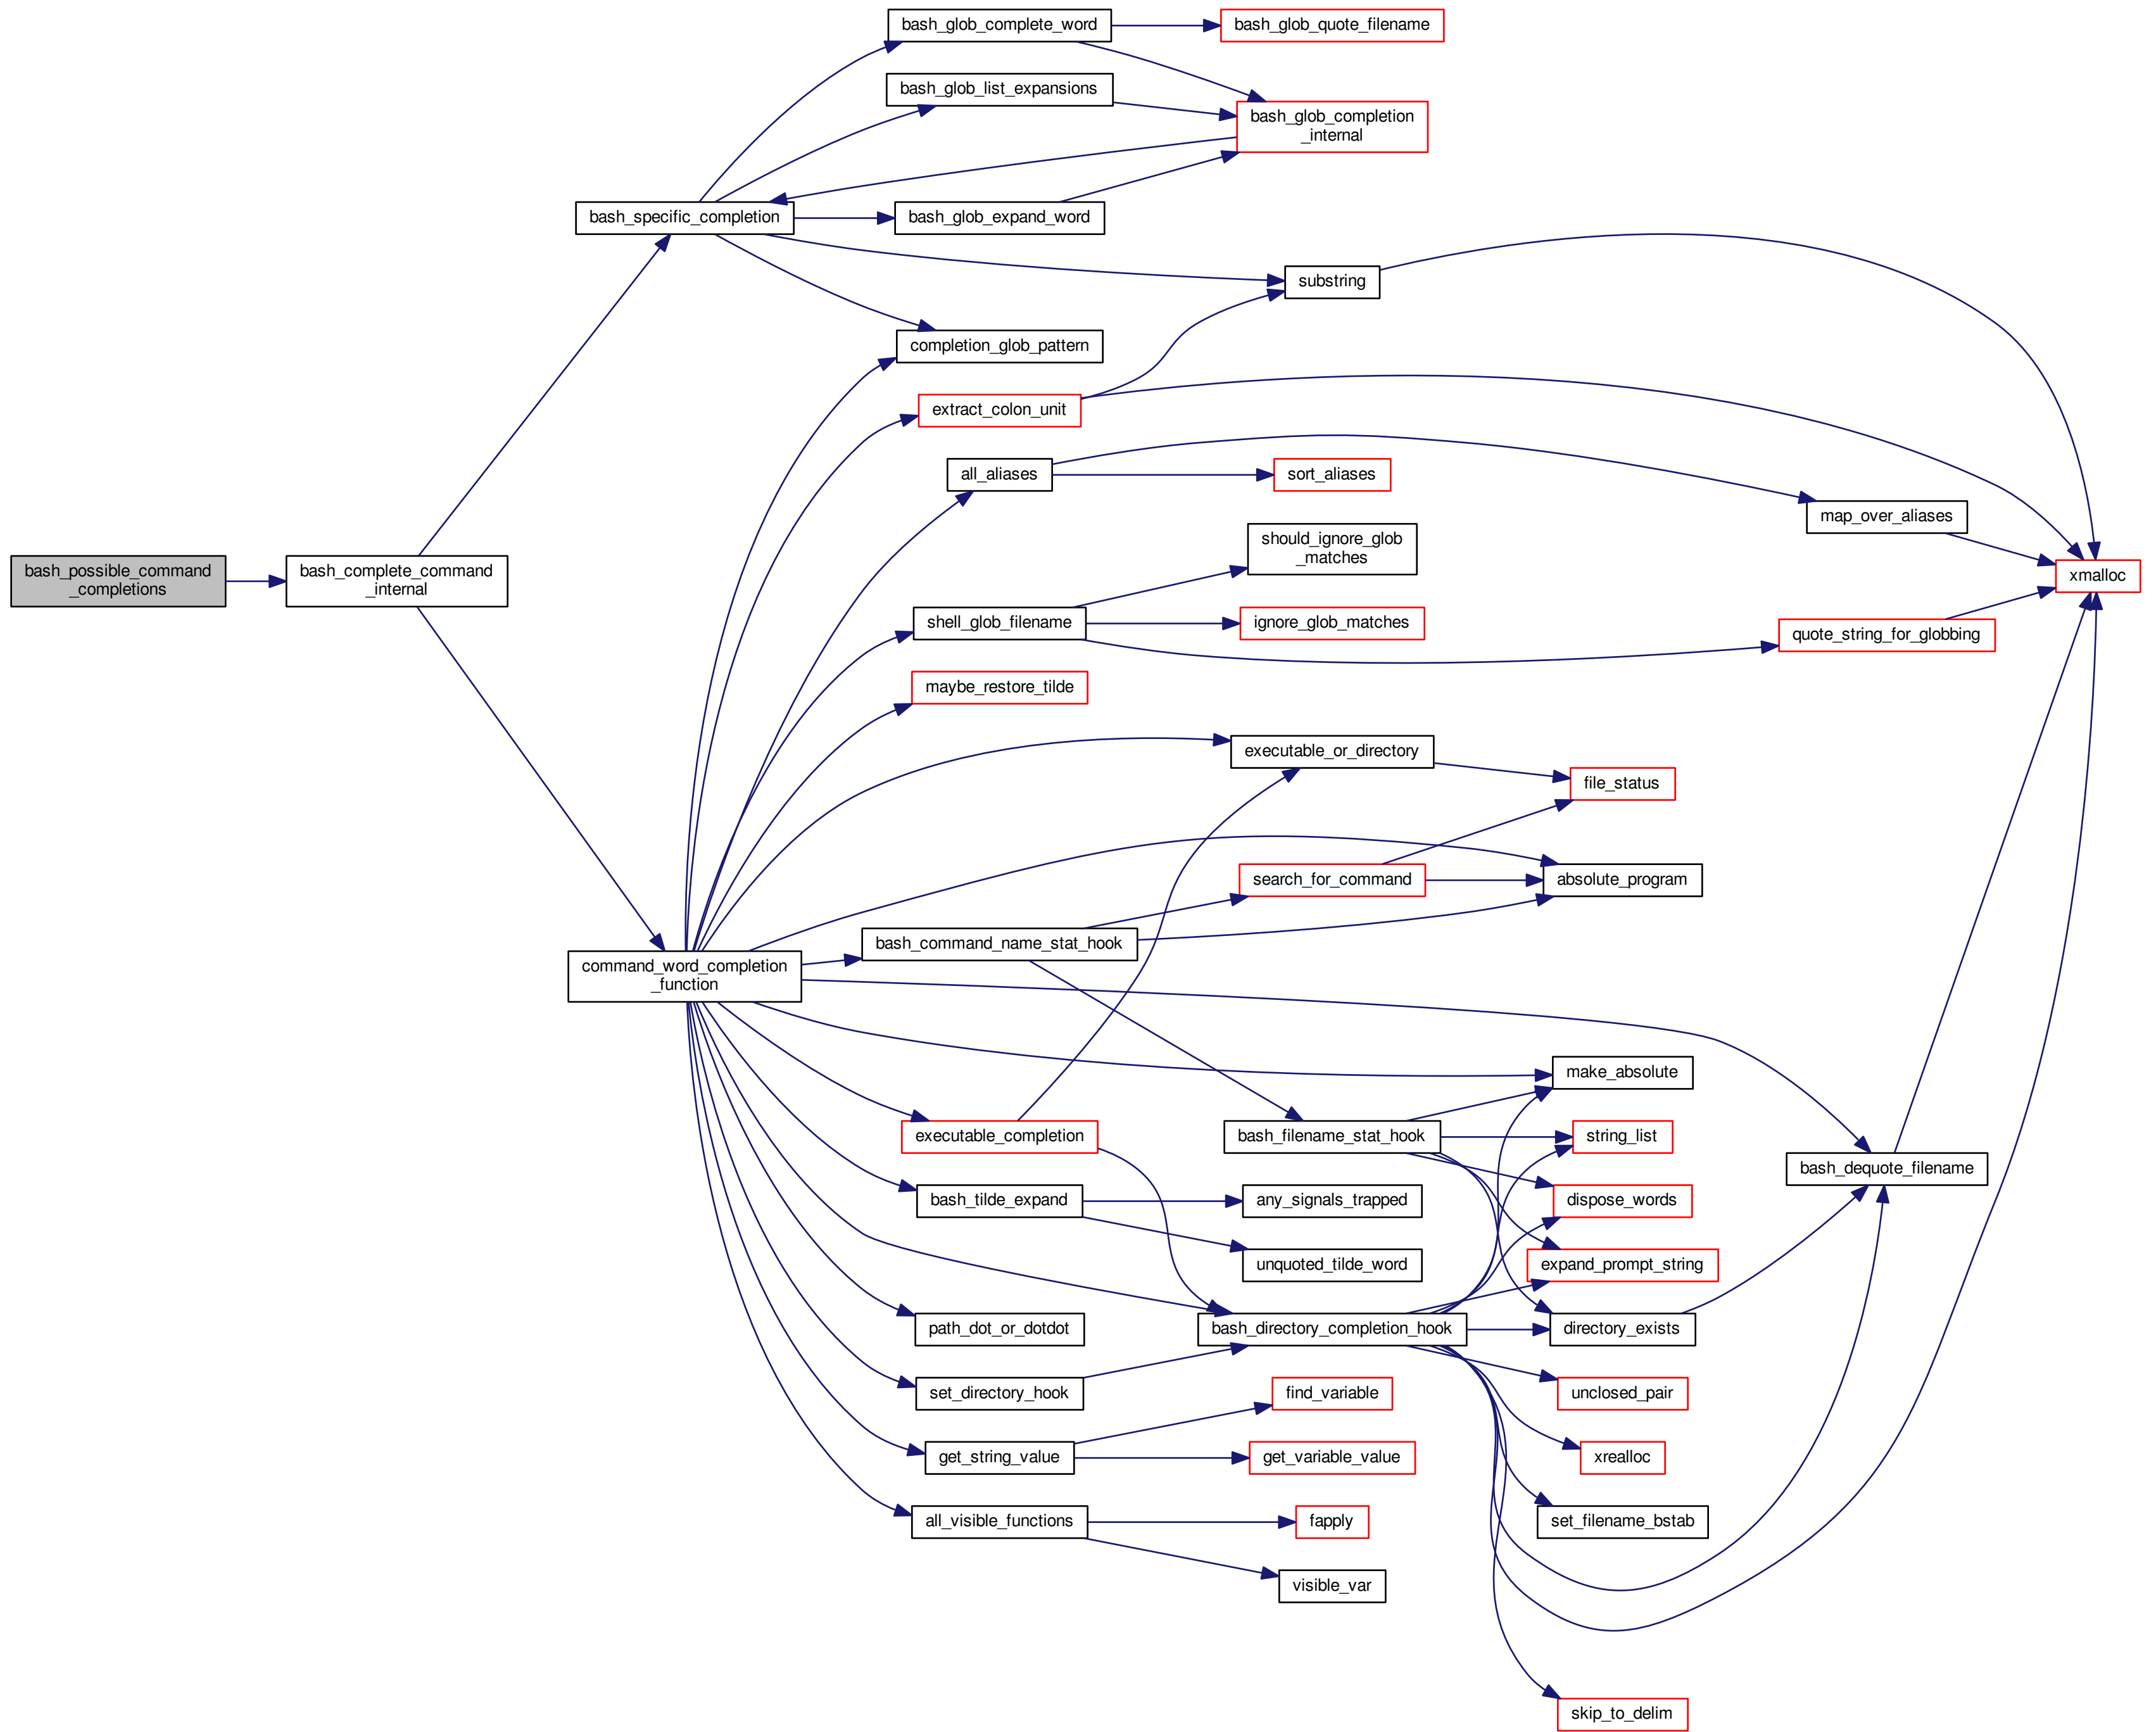 bash_glob_complete_word
bash_glob_quote_filename
bash_glob_list_expansions
bash_glob_completion
_internal
bash_specific_completion
bash_glob_expand_word
substring
completion_glob_pattern
extract_colon_unit
all_aliases
sort_aliases
map_over_aliases
should_ignore_glob
_matches
bash_possible_command
_completions
bash_complete_command
_internal
xmalloc
shell_glob_filename
ignore_glob_matches
quote_string_for_globbing
maybe_restore_tilde
executable_or_directory
file_status
search_for_command
absolute_program
bash_command_name_stat_hook
command_word_completion
_function
make_absolute
executable_completion
bash_filename_stat_hook
string_list
bash_dequote_filename
bash_tilde_expand
any_signals_trapped
dispose_words
unquoted_tilde_word
expand_prompt_string
path_dot_or_dotdot
bash_directory_completion_hook
directory_exists
set_directory_hook
find_variable
unclosed_pair
get_string_value
get_variable_value
xrealloc
all_visible_functions
fapply
set_filename_bstab
visible_var
skip_to_delim